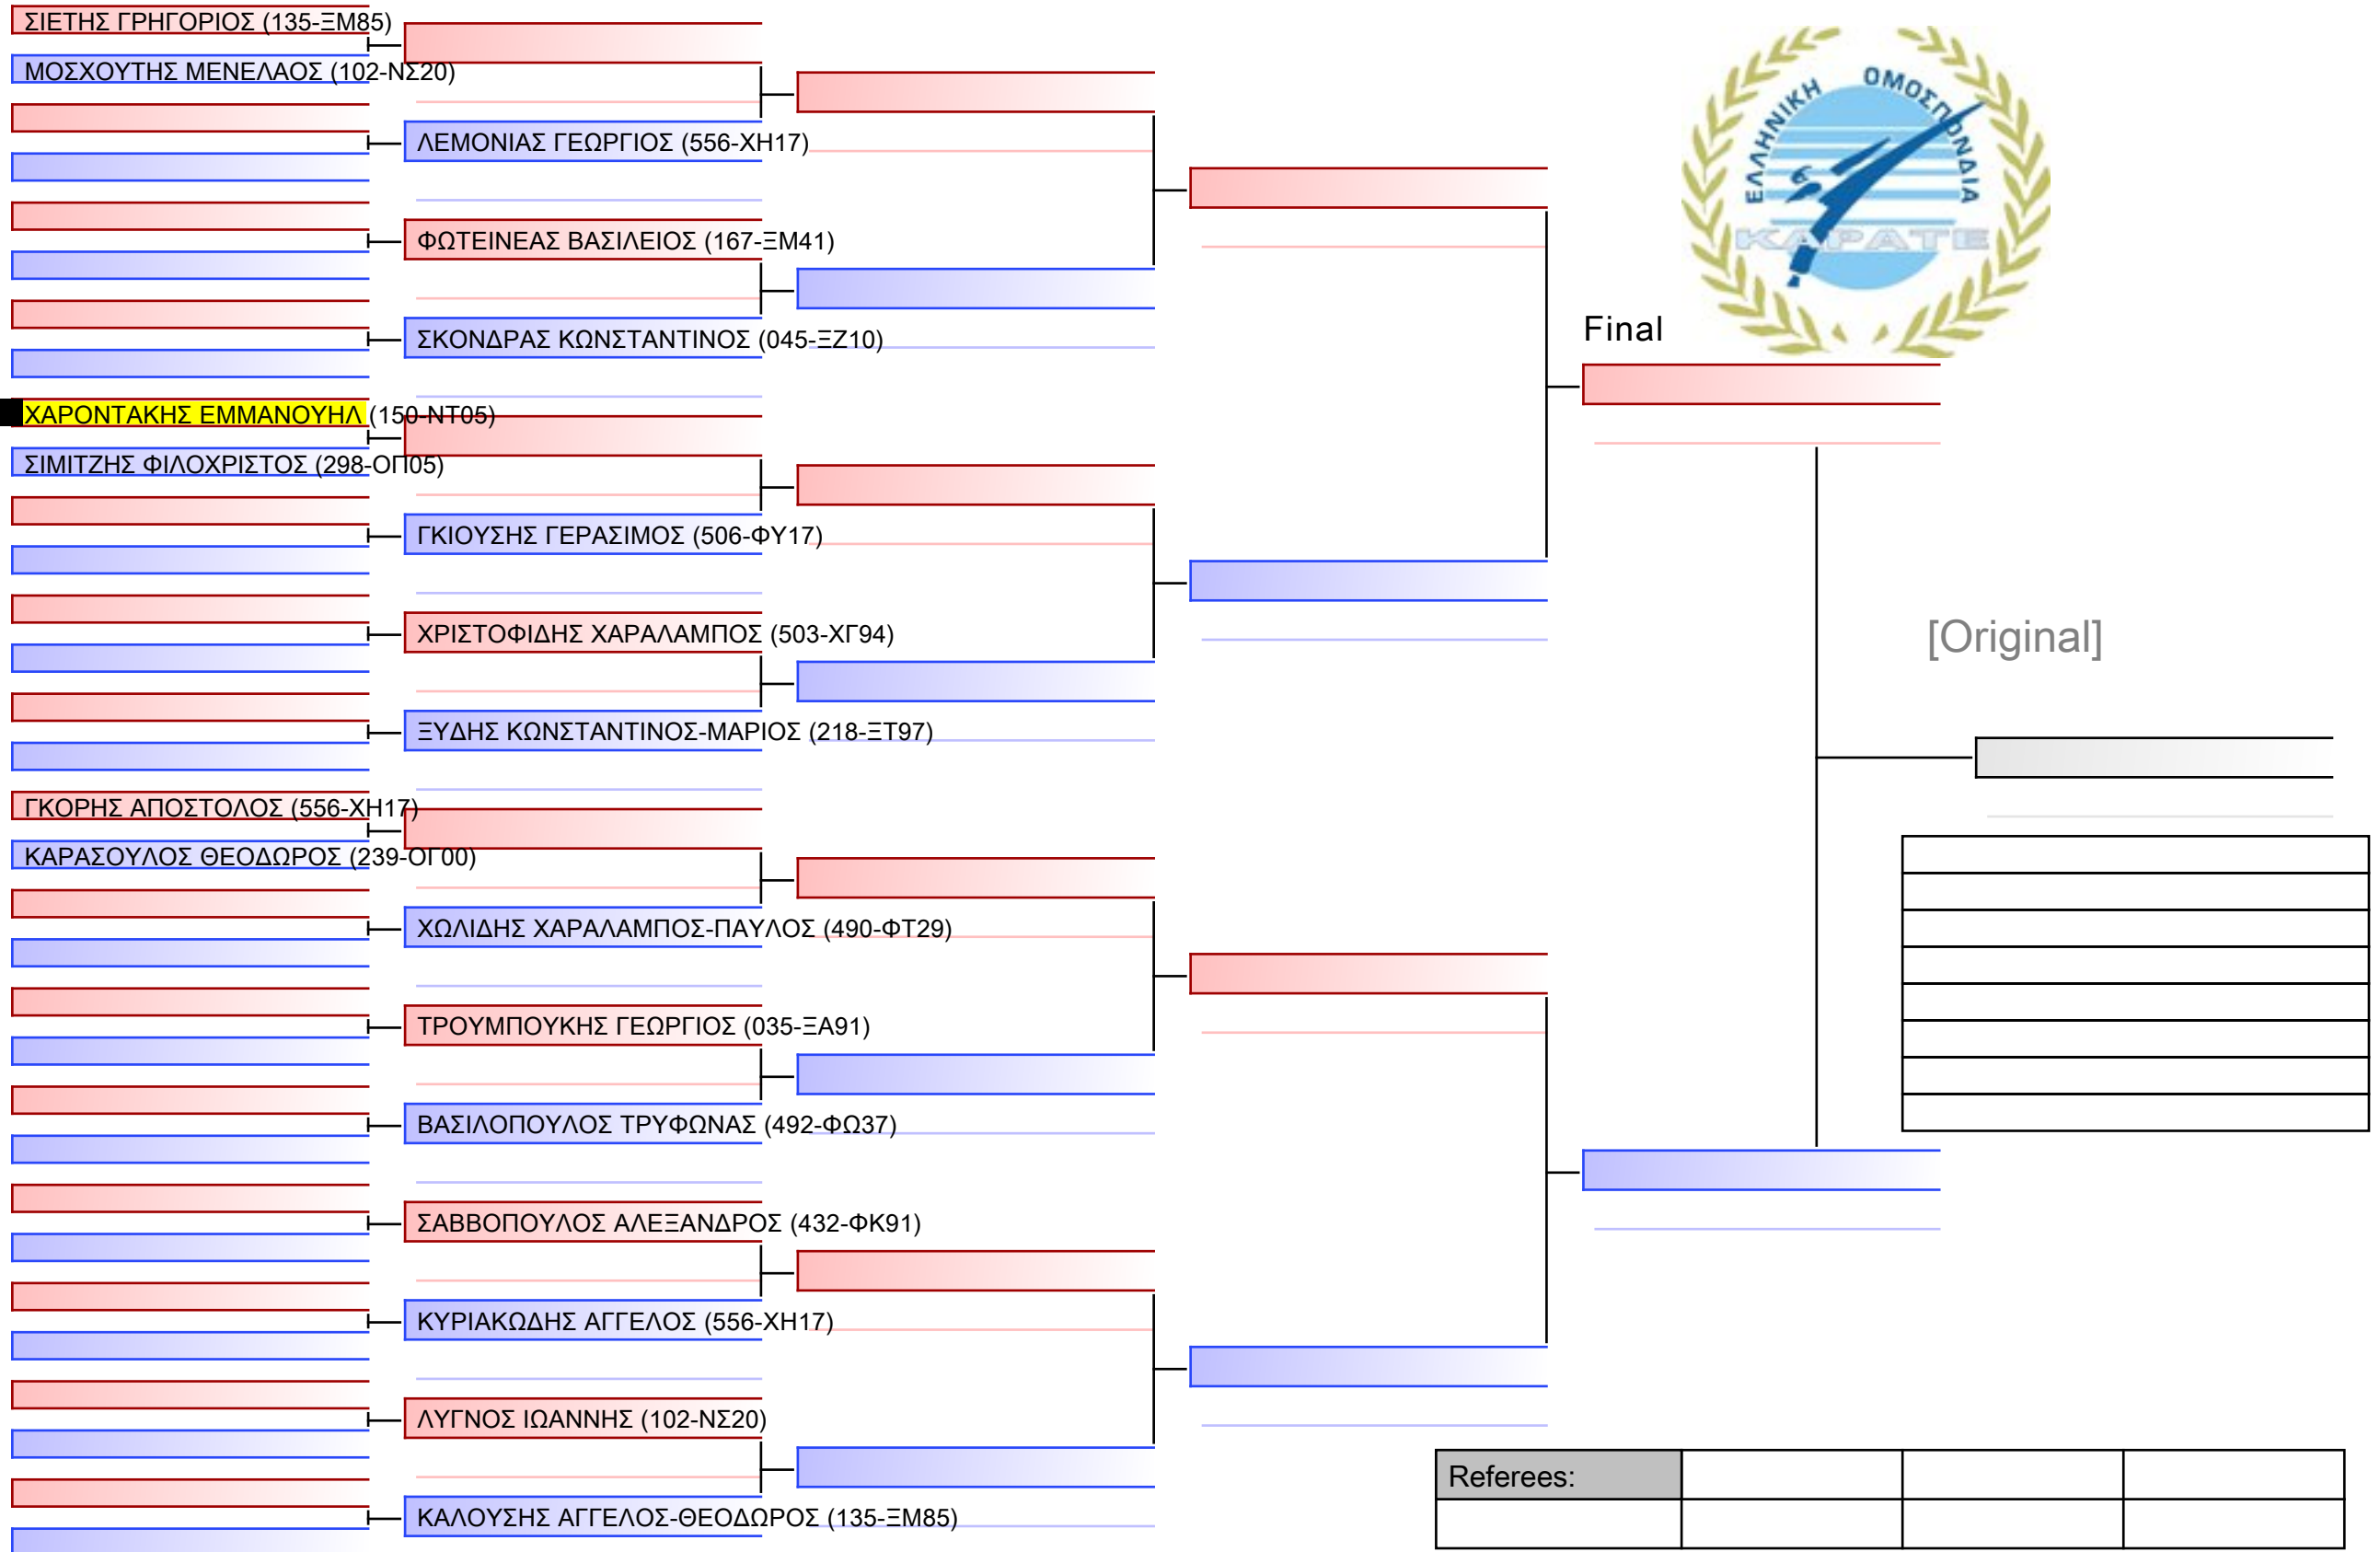 ΣΙΕΤΗΣ ΓΡΗΓΟΡΙΟΣ (135-ΞΜ85)
ΜΟΣΧΟΥΤΗΣ ΜΕΝΕΛΑΟΣ (102-ΝΣ20)
ΛΕΜΟΝΙΑΣ ΓΕΩΡΓΙΟΣ (556-ΧΗ17)
ΦΩΤΕΙΝΕΑΣ ΒΑΣΙΛΕΙΟΣ (167-ΞΜ41)
ΣΚΟΝΔΡΑΣ ΚΩΝΣΤΑΝΤΙΝΟΣ (045-ΞΖ10)
ΧΑΡΟΝΤΑΚΗΣ ΕΜΜΑΝΟΥΗΛ (150-ΝΤ05)
ΣΙΜΙΤΖΗΣ ΦΙΛΟΧΡΙΣΤΟΣ (298-ΟΠ05)
ΓΚΙΟΥΣΗΣ ΓΕΡΑΣΙΜΟΣ (506-ΦΥ17)
ΧΡΙΣΤΟΦΙΔΗΣ ΧΑΡΑΛΑΜΠΟΣ (503-ΧΓ94)
ΞΥΔΗΣ ΚΩΝΣΤΑΝΤΙΝΟΣ-ΜΑΡΙΟΣ (218-ΞΤ97)
ΓΚΟΡΗΣ ΑΠΟΣΤΟΛΟΣ (556-ΧΗ17)
ΚΑΡΑΣΟΥΛΟΣ ΘΕΟΔΩΡΟΣ (239-ΟΓ00)
ΧΩΛΙΔΗΣ ΧΑΡΑΛΑΜΠΟΣ-ΠΑΥΛΟΣ (490-ΦΤ29)
ΤΡΟΥΜΠΟΥΚΗΣ ΓΕΩΡΓΙΟΣ (035-ΞΑ91)
ΒΑΣΙΛΟΠΟΥΛΟΣ ΤΡΥΦΩΝΑΣ (492-ΦΩ37)
ΣΑΒΒΟΠΟΥΛΟΣ ΑΛΕΞΑΝΔΡΟΣ (432-ΦΚ91)
ΚΥΡΙΑΚΩΔΗΣ ΑΓΓΕΛΟΣ (556-ΧΗ17)
ΛΥΓΝΟΣ ΙΩΑΝΝΗΣ (102-ΝΣ20)
ΚΑΛΟΥΣΗΣ ΑΓΓΕΛΟΣ-ΘΕΟΔΩΡΟΣ (135-ΞΜ85)
ΕΛΛΗΝΙΚΗ ΟΜΟΣΠΟΝΔΙΑ
ΚΑΡΑΤΕ
Final
[Original]
Referees: